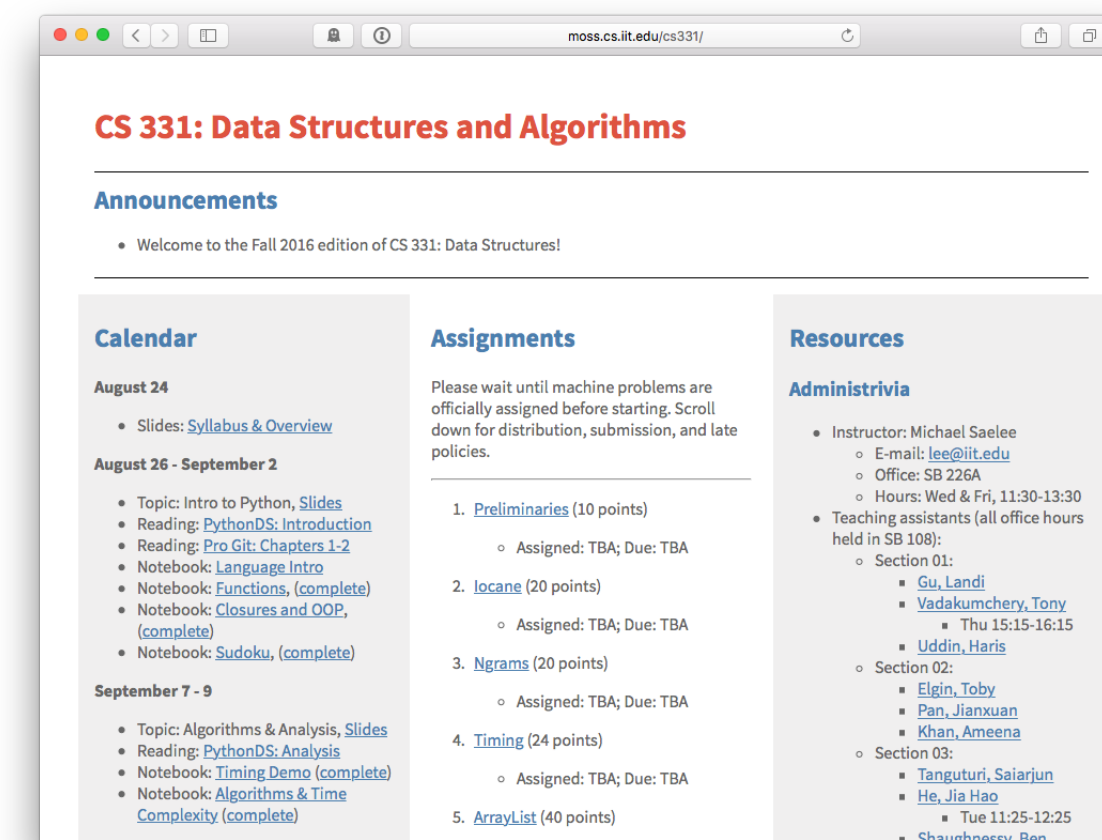 moss.cs.iit.edu/cs331/
CS 331: Data Structures and Algorithms
Announcements
• Welcome to the Fall 2016 edition of CS 331: Data Structures!
Calendar
August 24
• Slides: Syllabus & Overview
August 26 - September 2
• Topic: Intro to Python, Slides
• Reading: PythonDS: Introduction
• Reading: Pro Git: Chapters 1-2
• Notebook: Language Intro
• Notebook: Functions, (complete)
• Notebook: Closures and OOP,
(complete)
• Notebook: Sudoku, (complete)
September 7 - 9
• Topic: Algorithms & Analysis, Slides
• Reading: PythonDS: Analysis
• Notebook: Timing Demo (complete)
• Notebook: Algorithms & Time
Complexity (complete)
Assignments
Please wait until machine problems are
officially assigned before starting. Scroll
down for distribution, submission, and late
policies.
1. Preliminaries (10 points)
◦ Assigned: TBA; Due: TBA
2. Iocane (20 points)
◦ Assigned: TBA; Due: TBA
3. Ngrams (20 points)
◦ Assigned: TBA; Due: TBA
4. Timing (24 points)
◦ Assigned: TBA; Due: TBA
5. ArrayList (40 points)
Resources
Administrivia
• Instructor: Michael Saelee
◦ E-mail: lee@iit.edu
◦ Office: SB 226A
◦ Hours: Wed & Fri, 11:30-13:30
• Teaching assistants (all office hours
held in SB 108):
◦ Section 01:
▪ Gu, Landi
▪ Vadakumchery, Tony
▪ Thu 15:15-16:15
▪ Uddin, Haris
◦ Section 02:
▪ Elgin, Toby
▪ Pan, Jianxuan
▪ Khan, Ameena
◦ Section 03:
▪ Tanguturi, Saiarjun
▪ He, Jia Hao
▪ Tue 11:25-12:25
▪ Shaughnessy, Ben